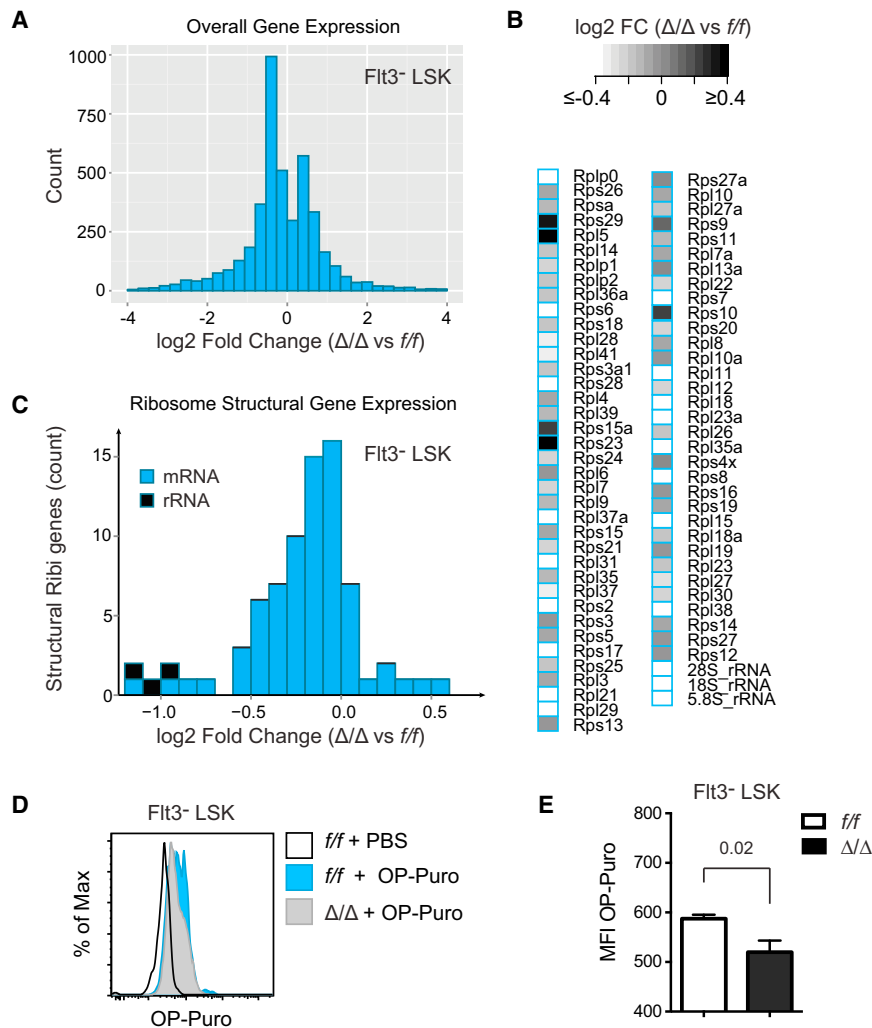 A
Overall Gene Expression
Flt3- LSK
1000
750
500
250
0
Count
-4
-2
0
2
4
log2 Fold Change (Δ/Δ vs f/f)
B
log2 FC (Δ/Δ vs f/f)
≤-0.4
0
≥0.4
Rplp0
Rps26
Rpsa
Rps29
Rpl5
Rpl14
Rplp1
Rplp2
Rpl36a
Rps6
Rps18
Rpl28
Rpl41
Rps3a1
Rps28
Rpl4
Rpl39
Rps15a
Rps23
Rps24
Rpl6
Rpl7
Rpl9
Rpl37a
Rps15
Rps21
Rpl31
Rpl35
Rpl37
Rps2
Rps3
Rps5
Rps17
Rps25
Rpl3
Rpl21
Rpl29
Rps13
Rps27a
Rpl10
Rpl27a
Rps9
Rps11
Rpl7a
Rpl13a
Rpl22
Rps7
Rps10
Rps20
Rpl8
Rpl10a
Rpl11
Rpl12
Rpl18
Rpl23a
Rpl26
Rpl35a
Rps4x
Rps8
Rps16
Rps19
Rpl15
Rpl18a
Rpl19
Rpl23
Rpl27
Rpl30
Rpl38
Rps14
Rps27
Rps12
28S_rRNA
18S_rRNA
5.8S_rRNA
C
Ribosome Structural Gene Expression
Flt3- LSK
mRNA
rRNA
15
10
5
0
Structural Ribi genes (count)
-1.0
-0.5
0.0
0.5
log2 Fold Change (Δ/Δ vs f/f)
D
Flt3- LSK
% of Max
OP-Puro
f/f + PBS
f/f + OP-Puro
Δ/Δ + OP-Puro
E
Flt3- LSK
800
700
600
500
400
MFI OP-Puro
0.02
f/f
Δ/Δ